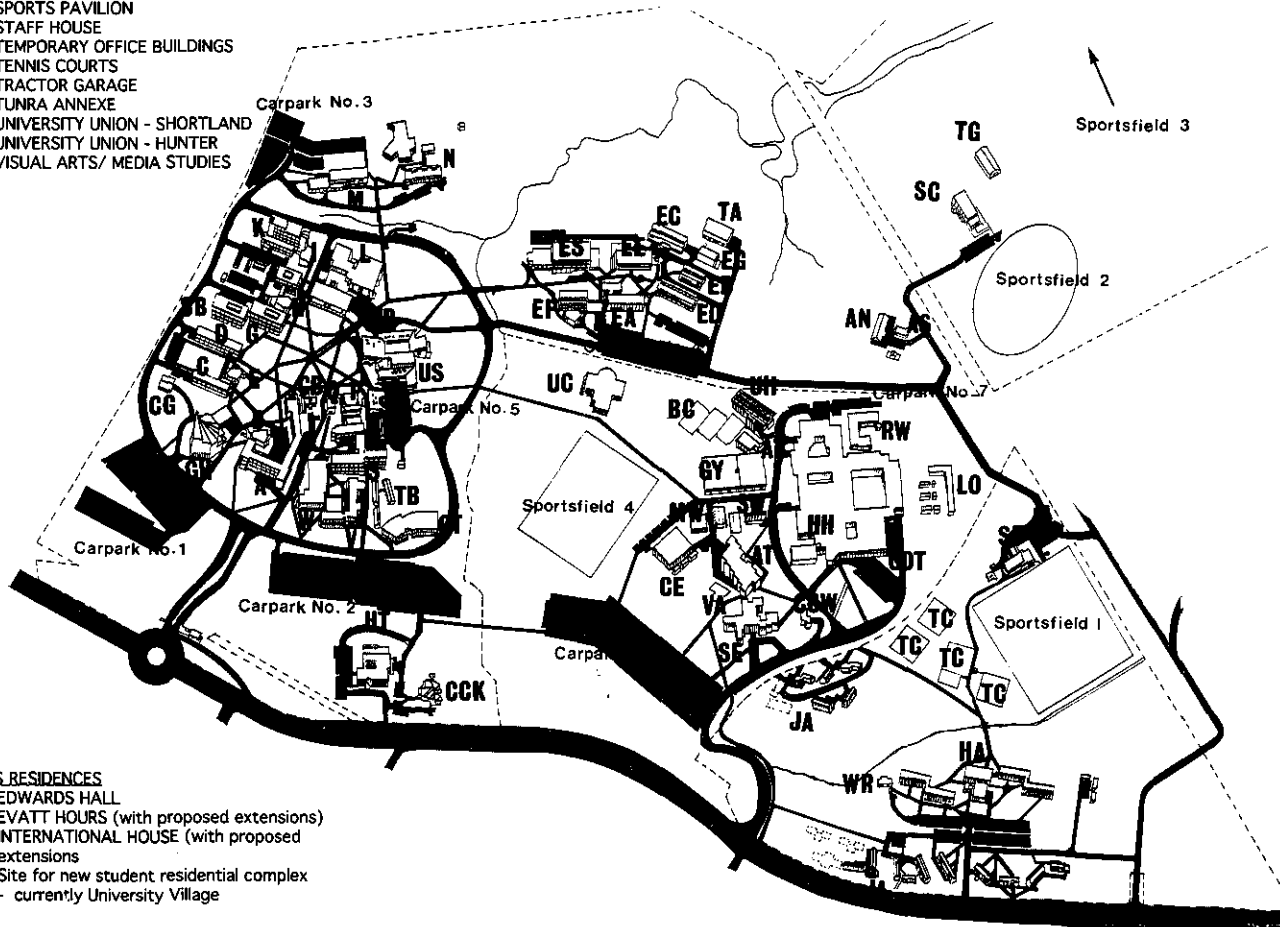 SPORTS PAVILION
STAFF HOUSE
TEMPORARY OFFICE BUILDINGS
TENNIS COURTS
TRACTOR GARAGE
TUNRA ANNEXE
UNIVERSITY UNION - SHORTLAND
UNIVERSITY UNION - HUNTER
VISUAL ARTS/ MEDIA STUDIES
Carpark No. 3
Sportsfield 3
TG
SC
N
M
EC
TA
K
L
ES
EE
EG
Sportsfield 2
EF
EA
ED
AN
AS
D
G
C
US
UC
UH
Carpark No. 7
CG
Carpark No. 5
BC
RW
GY
LO
A
S
TB
Sportsfield 4
HH
Carpark No. 1
CE
AT
Carpark No. 2
VA
TC
Sportsfield 1
TC
TC
SE
TC
CCK
JA
HA
WR
S RESIDENCES
EDWARDS HALL
EVATT HOURS (with proposed extensions)
INTERNATIONAL HOUSE (with proposed
extensions
Site for new student residential complex
- currently University Village